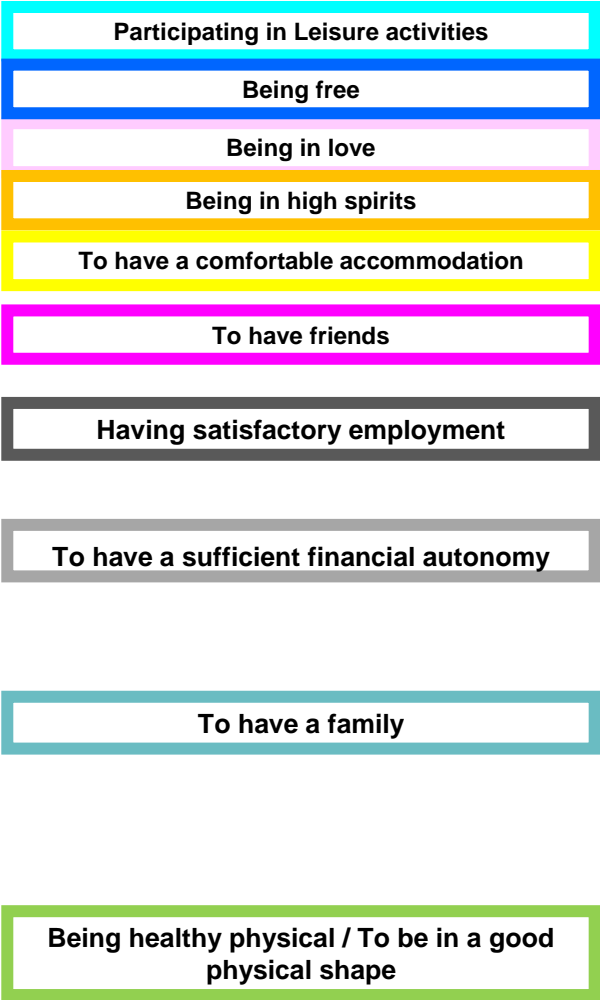 Participating in Leisure activities
Being free
Being in love
Being in high spirits
To have a comfortable accommodation
To have friends
Having satisfactory employment
To have a sufficient financial autonomy
To have a family
Being healthy physical / To be in a good
physical shape